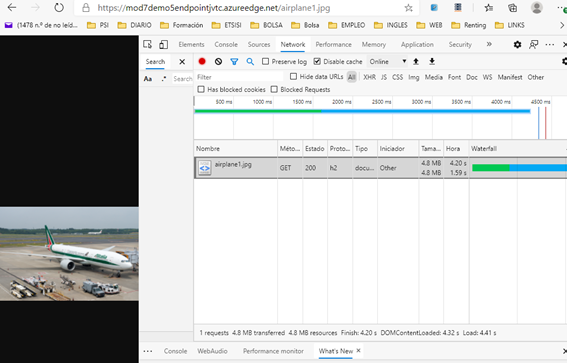 https://mod7demo5endpointjvtc.azureedge.net/airplane1.jpg
(1478 n.º de no leíd... PSI DIARIO Formación ETSISI BOLSA Bolsa EMPLEO INGLES WEB Renting LINKS
Elements Console Sources Network Performance Memory Application Security
Search Preserve log Disable cache Online
Aa .* Search
Filter Hide data URLs All XHR JS CSS Img Media Font Doc WS Manifest Other
Has blocked cookies Blocked Requests
500 ms 1000 ms 1500 ms 2000 ms 2500 ms 3000 ms 3500 ms 4000 ms 4500 ms
Nombre Méto... Estado Proto... Tipo Iniciador Tama... Hora Waterfall
airplane1.jpg GET 200 h2 docu... Other 4.8 MB 4.20 s
4.8 MB 1.59 s
1 requests 4.8 MB transferred 4.8 MB resources Finish: 4.20 s DOMContentLoaded: 4.32 s Load: 4.41 s
Console WebAudio Performance monitor What's New